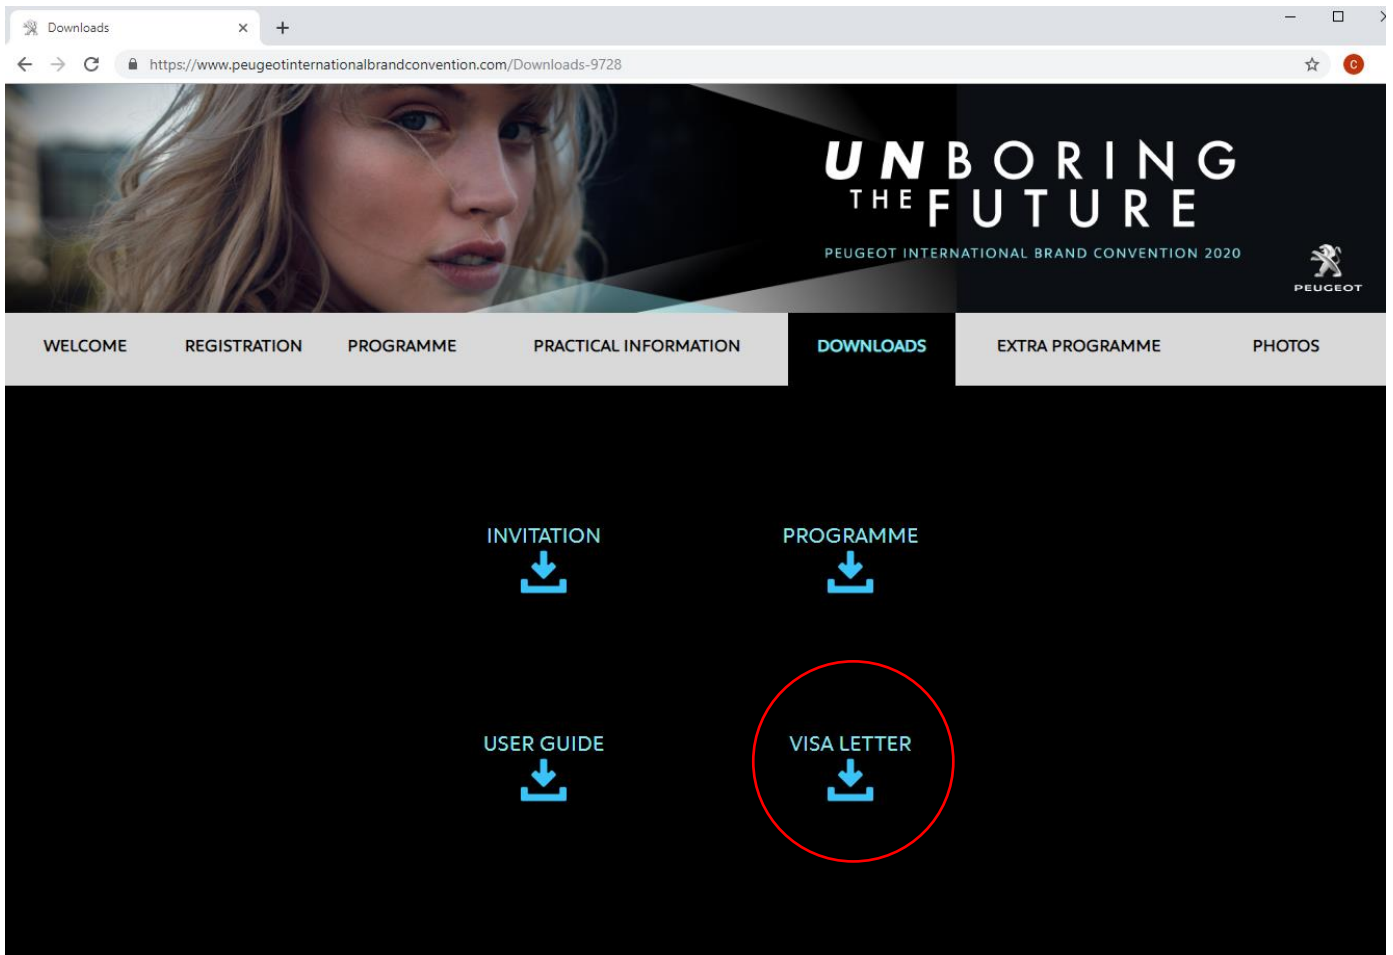 Downloads
https://www.peugeotinternationalbrandconvention.com/Downloads-9728
C
UNBORING
THE FUTURE
PEUGEOT INTERNATIONAL BRAND CONVENTION 2020
PEUGEOT
WELCOME REGISTRATION PROGRAMME PRACTICAL INFORMATION DOWNLOADS EXTRA PROGRAMME PHOTOS
INVITATION PROGRAMME
USER GUIDE VISA LETTER